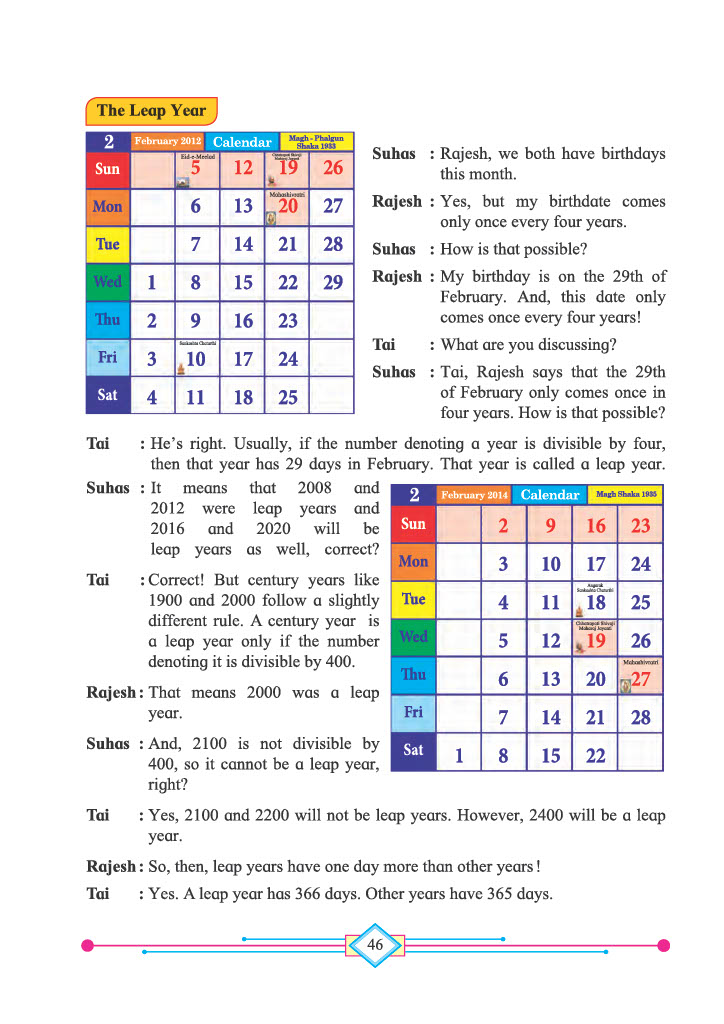 The Leap Year
2 February 2012 Calendar Magh - Phalgun Shaka 1933
Sun Eid-e-Meelad 5 12 Chhatrapati Shivaji Maharaj Jayanti 19 26
Mon 6 13 Mahashivratri 20 27
Tue 7 14 21 28
Wed 1 8 15 22 29
Thu 2 9 16 23
Fri 3 Sankashta Chaturthi 10 17 24
Sat 4 11 18 25
Suhas : Rajesh, we both have birthdays
this month.
Rajesh : Yes, but my birthdate comes
only once every four years.
Suhas : How is that possible?
Rajesh : My birthday is on the 29th of
February. And, this date only
comes once every four years!
Tai : What are you discussing?
Suhas : Tai, Rajesh says that the 29th
of February only comes once in
four years. How is that possible?
Tai : He's right. Usually, if the number denoting a year is divisible by four,
then that year has 29 days in February. That year is called a leap year.
Suhas : It means that 2008 and
2012 were leap years and
2016 and 2020 will be
leap years as well, correct?
Tai : Correct! But century years like
1900 and 2000 follow a slightly
different rule. A century year is
a leap year only if the number
denoting it is divisible by 400.
Rajesh : That means 2000 was a leap
year.
Suhas : And, 2100 is not divisible by
400, so it cannot be a leap year,
right?
2 February 2014 Calendar Magh Shaka 1935
Sun 2 9 16 23
Mon 3 10 17 24
Tue 4 11 Angarak Sankashta Chaturthi 18 25
Wed 5 12 Chhatrapati Shivaji Maharaj Jayanti 19 26
Thu 6 13 20 Mahashivratri 27
Fri 7 14 21 28
Sat 1 8 15 22
Tai : Yes, 2100 and 2200 will not be leap years. However, 2400 will be a leap
year.
Rajesh : So, then, leap years have one day more than other years!
Tai : Yes. A leap year has 366 days. Other years have 365 days.
46